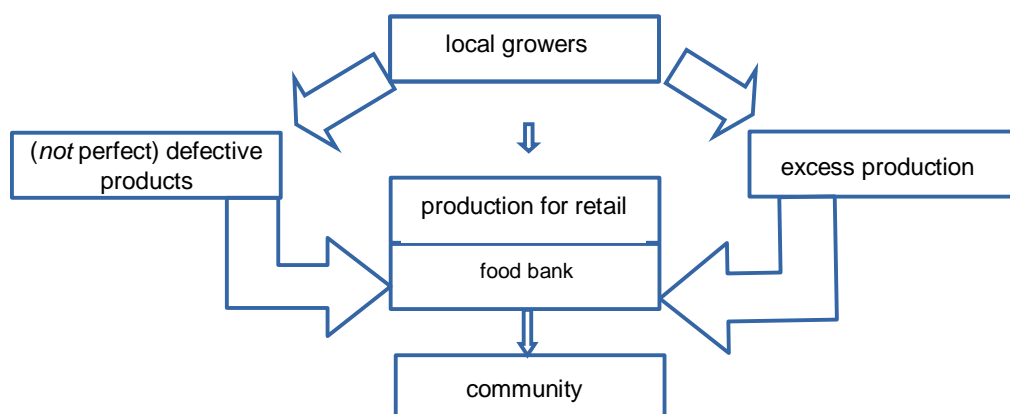 local growers
(not perfect) defective
products
excess production
production for retail
food bank
community